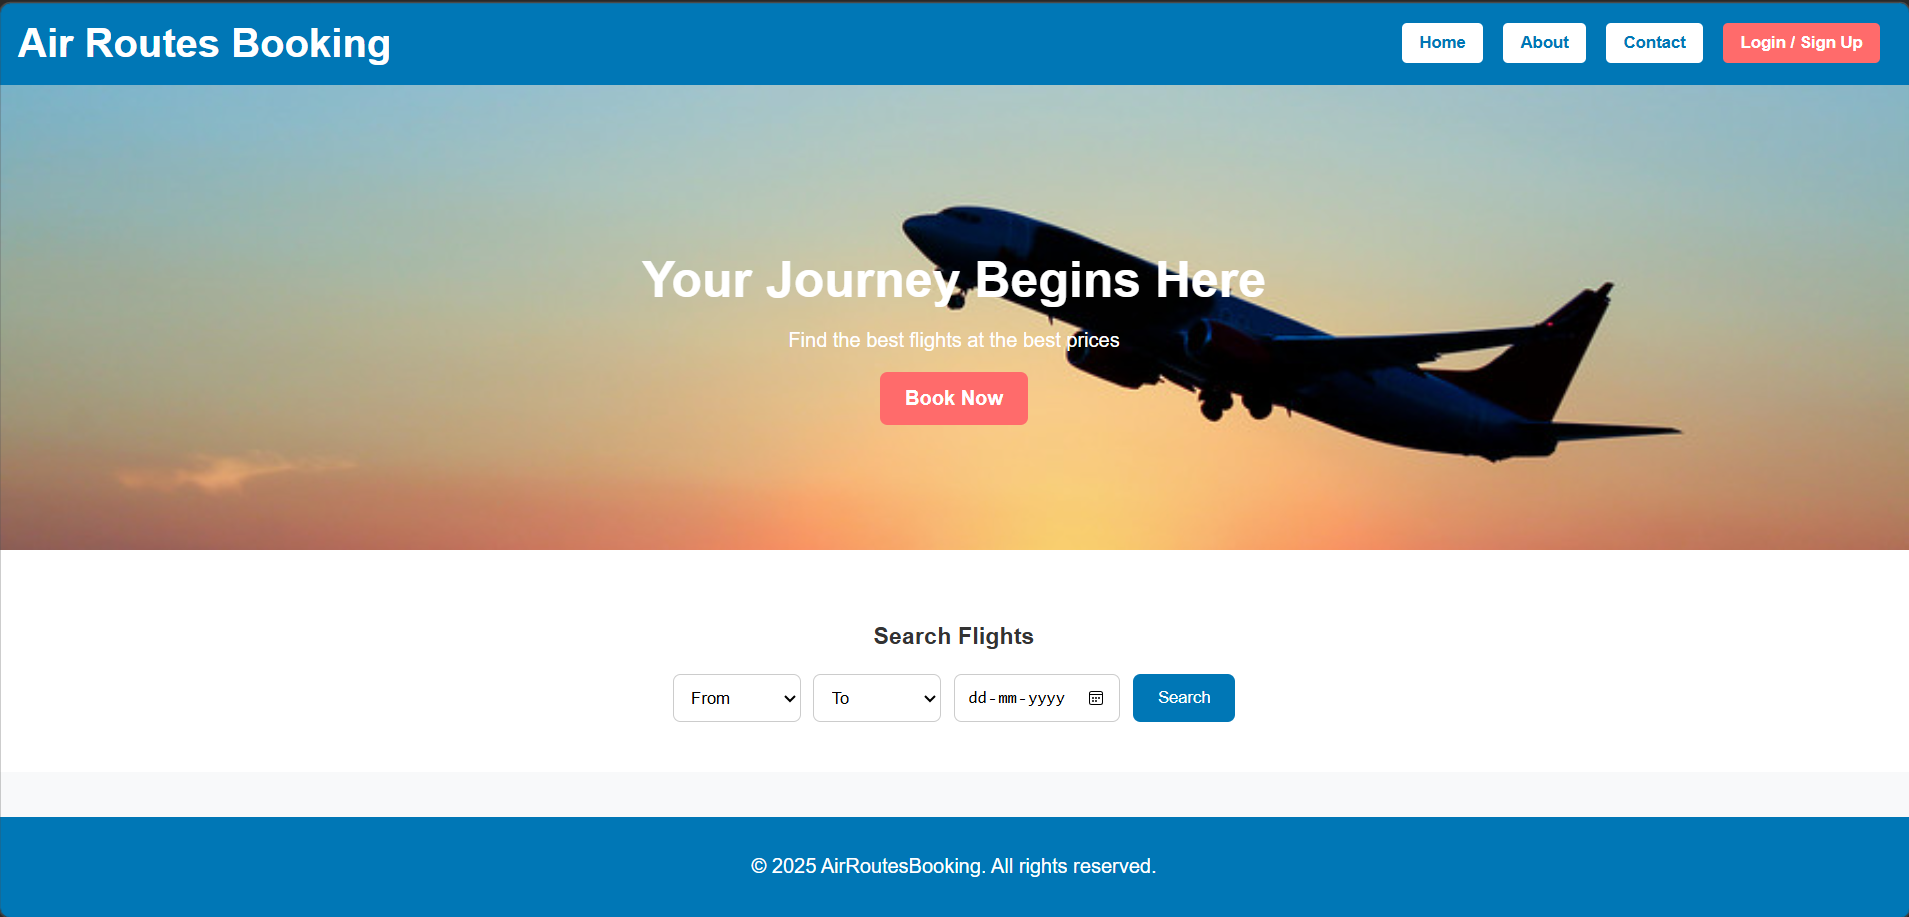 Air Routes Booking
Home About Contact Login / Sign Up
Your Journey Begins Here
Find the best flights at the best prices
Book Now
Search Flights
From To dd-mm-yyyy Search
© 2025 AirRoutesBooking. All rights reserved.